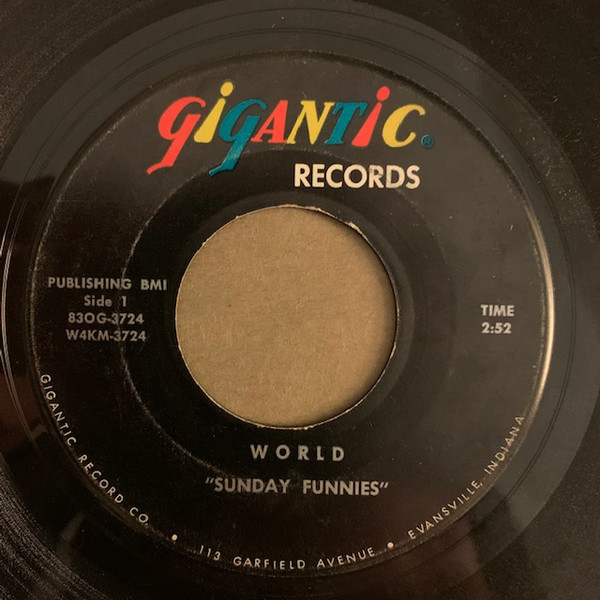 GiGANTiC®
RECORDS
PUBLISHING BMI
Side 1
83OG-3724
W4KM-3724
TIME
2:52
WORLD
"SUNDAY FUNNIES"
GIGANTIC RECORD CO. • 113 GARFIELD AVENUE • EVANSVILLE, INDIANA